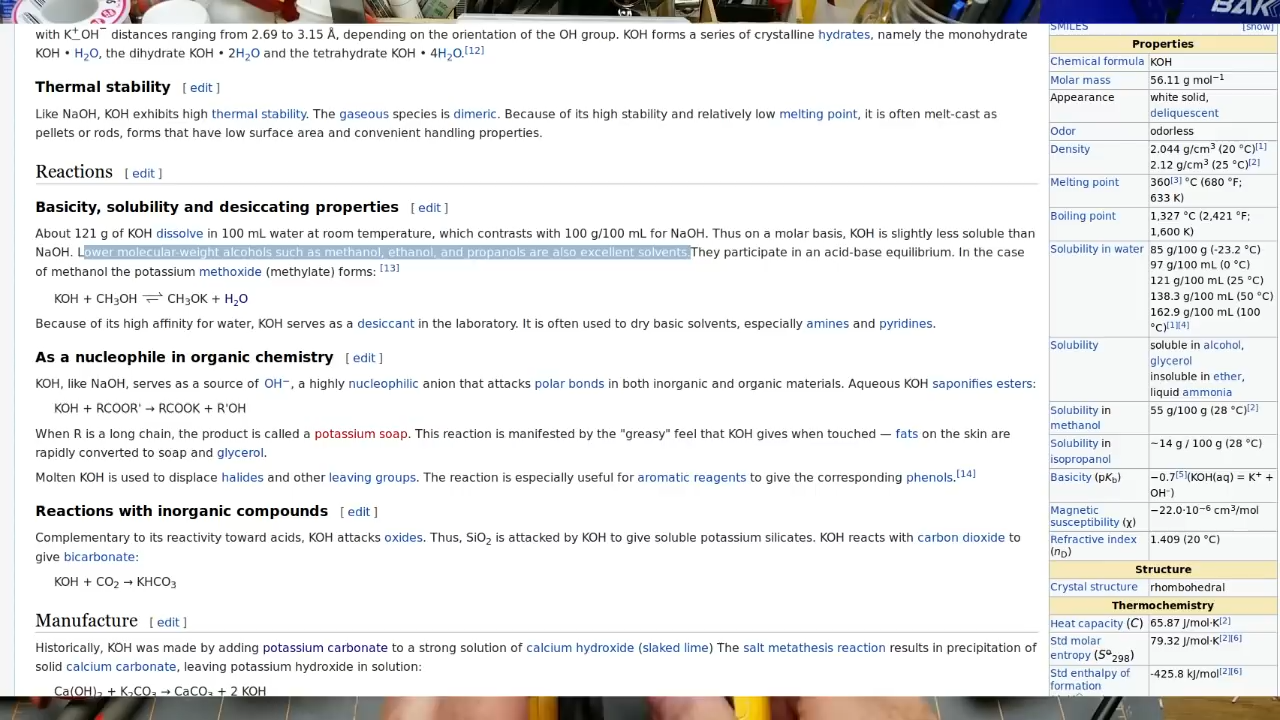 BAK
with K⁺͟OH⁻ distances ranging from 2.69 to 3.15 Å, depending on the orientation of the OH group. KOH forms a series of crystalline hydrates, namely the monohydrate
KOH • H₂O, the dihydrate KOH • 2H₂O and the tetrahydrate KOH • 4H₂O.[12]
Thermal stability [ edit ]
Like NaOH, KOH exhibits high thermal stability. The gaseous species is dimeric. Because of its high stability and relatively low melting point, it is often melt-cast as
pellets or rods, forms that have low surface area and convenient handling properties.
Reactions [ edit ]
Basicity, solubility and desiccating properties [ edit ]
About 121 g of KOH dissolve in 100 mL water at room temperature, which contrasts with 100 g/100 mL for NaOH. Thus on a molar basis, KOH is slightly less soluble than
NaOH. Lower molecular-weight alcohols such as methanol, ethanol, and propanols are also excellent solvents.They participate in an acid-base equilibrium. In the case
of methanol the potassium methoxide (methylate) forms: [13]
KOH + CH₃OH ⇌ CH₃OK + H₂O
Because of its high affinity for water, KOH serves as a desiccant in the laboratory. It is often used to dry basic solvents, especially amines and pyridines.
As a nucleophile in organic chemistry [ edit ]
KOH, like NaOH, serves as a source of OH⁻, a highly nucleophilic anion that attacks polar bonds in both inorganic and organic materials. Aqueous KOH saponifies esters:
KOH + RCOOR' → RCOOK + R'OH
When R is a long chain, the product is called a potassium soap. This reaction is manifested by the "greasy" feel that KOH gives when touched — fats on the skin are
rapidly converted to soap and glycerol.
Molten KOH is used to displace halides and other leaving groups. The reaction is especially useful for aromatic reagents to give the corresponding phenols.[14]
Reactions with inorganic compounds [ edit ]
Complementary to its reactivity toward acids, KOH attacks oxides. Thus, SiO₂ is attacked by KOH to give soluble potassium silicates. KOH reacts with carbon dioxide to
give bicarbonate:
KOH + CO₂ → KHCO₃
Manufacture [ edit ]
Historically, KOH was made by adding potassium carbonate to a strong solution of calcium hydroxide (slaked lime) The salt metathesis reaction results in precipitation of
solid calcium carbonate, leaving potassium hydroxide in solution:
Ca(OH)₂ + K₂CO₃ → CaCO₃ + 2 KOH
SMILES [show]
Properties
Chemical formula KOH
Molar mass 56.11 g mol⁻¹
Appearance white solid,
deliquescent
Odor odorless
Density 2.044 g/cm³ (20 °C)[1]
2.12 g/cm³ (25 °C)[2]
Melting point 360[3] °C (680 °F;
633 K)
Boiling point 1,327 °C (2,421 °F;
1,600 K)
Solubility in water 85 g/100 g (-23.2 °C)
97 g/100 mL (0 °C)
121 g/100 mL (25 °C)
138.3 g/100 mL (50 °C)
162.9 g/100 mL (100
°C)[1][4]
Solubility soluble in alcohol,
glycerol
insoluble in ether,
liquid ammonia
Solubility in 55 g/100 g (28 °C)[2]
methanol
Solubility in ~14 g / 100 g (28 °C)
isopropanol
Basicity (pKb) −0.7[5](KOH(aq) = K⁺ +
OH⁻)
Magnetic −22.0·10⁻⁶ cm³/mol
susceptibility (χ)
Refractive index 1.409 (20 °C)
(nD)
Structure
Crystal structure rhombohedral
Thermochemistry
Heat capacity (C) 65.87 J/mol·K[2]
Std molar 79.32 J/mol·K[2][6]
entropy (S⦵298)
Std enthalpy of -425.8 kJ/mol[2][6]
formation